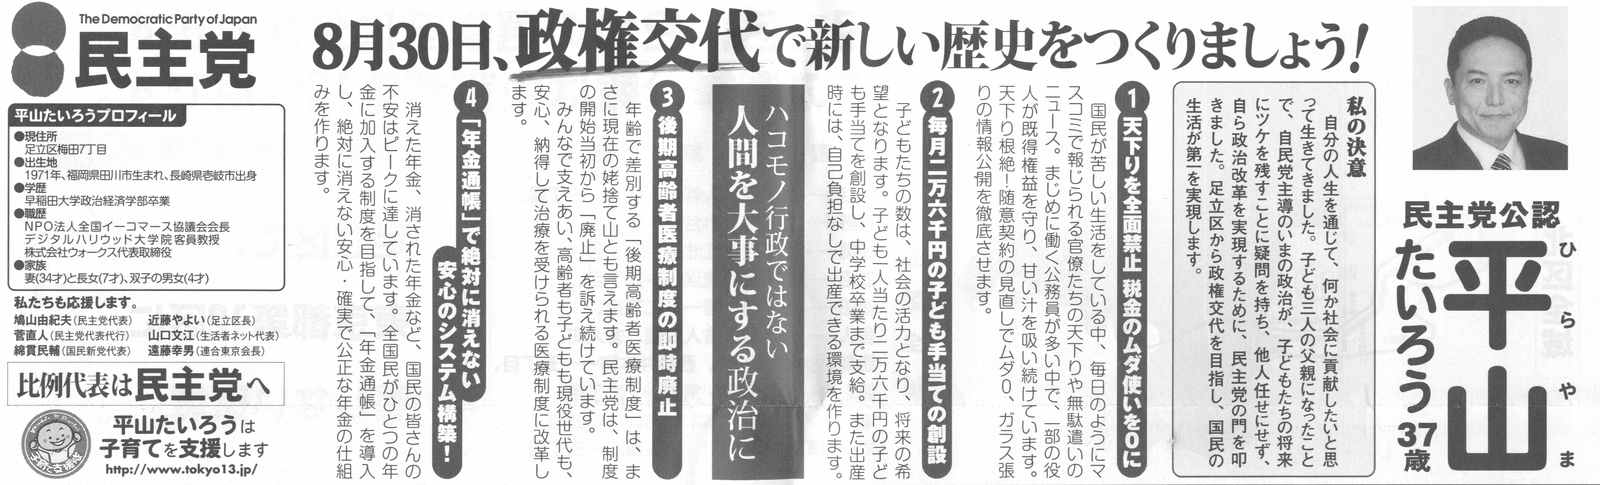 The Democratic Party of Japan
民主党
8月30日、政権交代で新しい歴史をつくりましょう!
民主党公認
ひらやま
平山
たいろう37歳
私の決意
自分の人生を通じて、何か社会に貢献したいと思
って生きてきました。子ども三人の父親になったこと
で、自民党主導のいまの政治が、子どもたちの将来
にツケを残すことに疑問を持ち、他人任せにせず、
自ら政治改革を実現するために、民主党の門を叩
きました。足立区から政権交代を目指し、国民の
生活が第一を実現します。
1 天下りを全面禁止 税金のムダ使いを0に
国民が苦しい生活をしている中、毎日のようにマ
スコミで報じられる官僚たちの天下りや無駄遣いの
ニュース。まじめに働く公務員が多い中で、一部の役
人が既得権益を守り、甘い汁を吸い続けています。
天下り根絶!随意契約の見直しでムダ0、ガラス張
りの情報公開を徹底させます。
2 毎月二万六千円の子ども手当ての創設
子どもたちの数は、社会の活力となり、将来の希
望となります。子ども一人当たり二万六千円の子ど
も手当てを創設し、中学校卒業まで支給。また出産
時には、自己負担なしで出産できる環境を作ります。
ハコモノ行政ではない
人間を大事にする政治に
3 後期高齢者医療制度の即時廃止
年齢で差別する「後期高齢者医療制度」は、ま
さに現在の姥捨て山とも言えます。民主党は、制度
の開始当初から「廃止」を訴え続けています。
みんなで支えあい、高齢者も子どもも現役世代も、
安心、納得して治療を受けられる医療制度に改革し
ます。
4 「年金通帳」で絶対に消えない
安心のシステム構築!
消えた年金、消された年金など、国民の皆さんの
不安はピークに達しています。全国民がひとつの年
金に加入する制度を目指して、「年金通帳」を導入
し、絶対に消えない安心・確実で公正な年金の仕組
みを作ります。
平山たいろうプロフィール
●現住所
足立区梅田7丁目
●出生地
1971年、福岡県田川市生まれ、長崎県壱岐市出身
●学歴
早稲田大学政治経済学部卒業
●職歴
NPO法人全国イーコマース協議会会長
デジタルハリウッド大学院客員教授
株式会社ウォークス代表取締役
●家族
妻(34才)と長女(7才)、双子の男女(4才)
私たちも応援します。
鳩山由紀夫(民主党代表) 近藤やよい(足立区長)
菅直人(民主党代表代行) 山口文江(生活者ネット代表)
綿貫民輔(国民新党代表) 遠藤幸男(連合東京会長)
比例代表は民主党へ
子育て支援隊
平山たいろうは
子育てを支援します
http://www.tokyo13.jp/